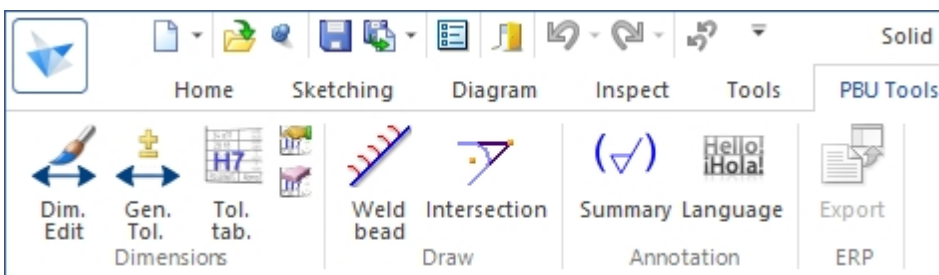 Solid
Home Sketching Diagram Inspect Tools PBU Tools
H7
Hello!
¡Hola!
Dim. Edit
Gen. Tol.
Tol. tab.
Weld bead
Intersection
Summary
Language
Export
Dimensions Draw Annotation ERP